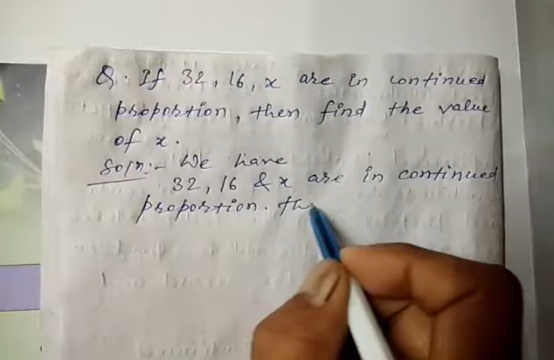 Q. If 32, 16, x are in continued
proportion, then find the value
of x.
Soln:- We have
32, 16 & x are in continued
proportion. th